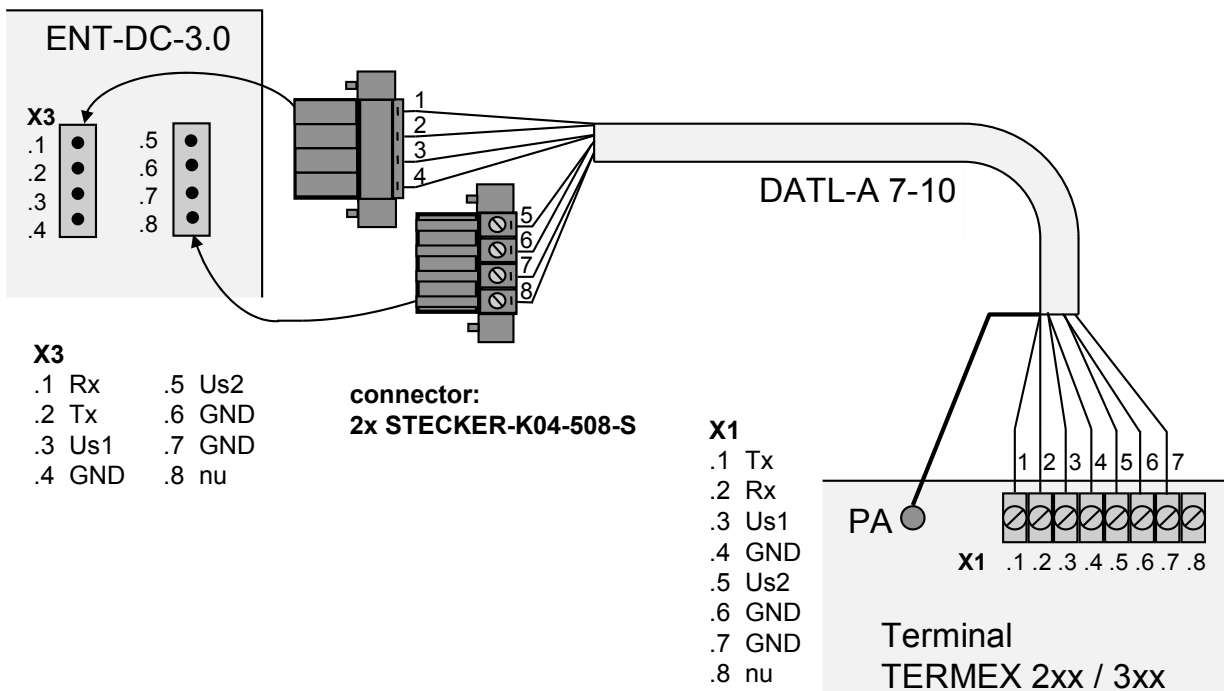 ENT-DC-3.0
X3
.1
.2
.3
.4
.5
.6
.7
.8
1
2
3
4
5
6
7
8
DATL-A 7-10
X3
.1 Rx .5 Us2
.2 Tx .6 GND
.3 Us1 .7 GND
.4 GND .8 nu
connector:
2x STECKER-K04-508-S
X1
.1 Tx
.2 Rx
.3 Us1
.4 GND
.5 Us2
.6 GND
.7 GND
.8 nu
1 2 3 4 5 6 7
PA
X1 .1 .2 .3 .4 .5 .6 .7 .8
Terminal
TERMEX 2xx / 3xx